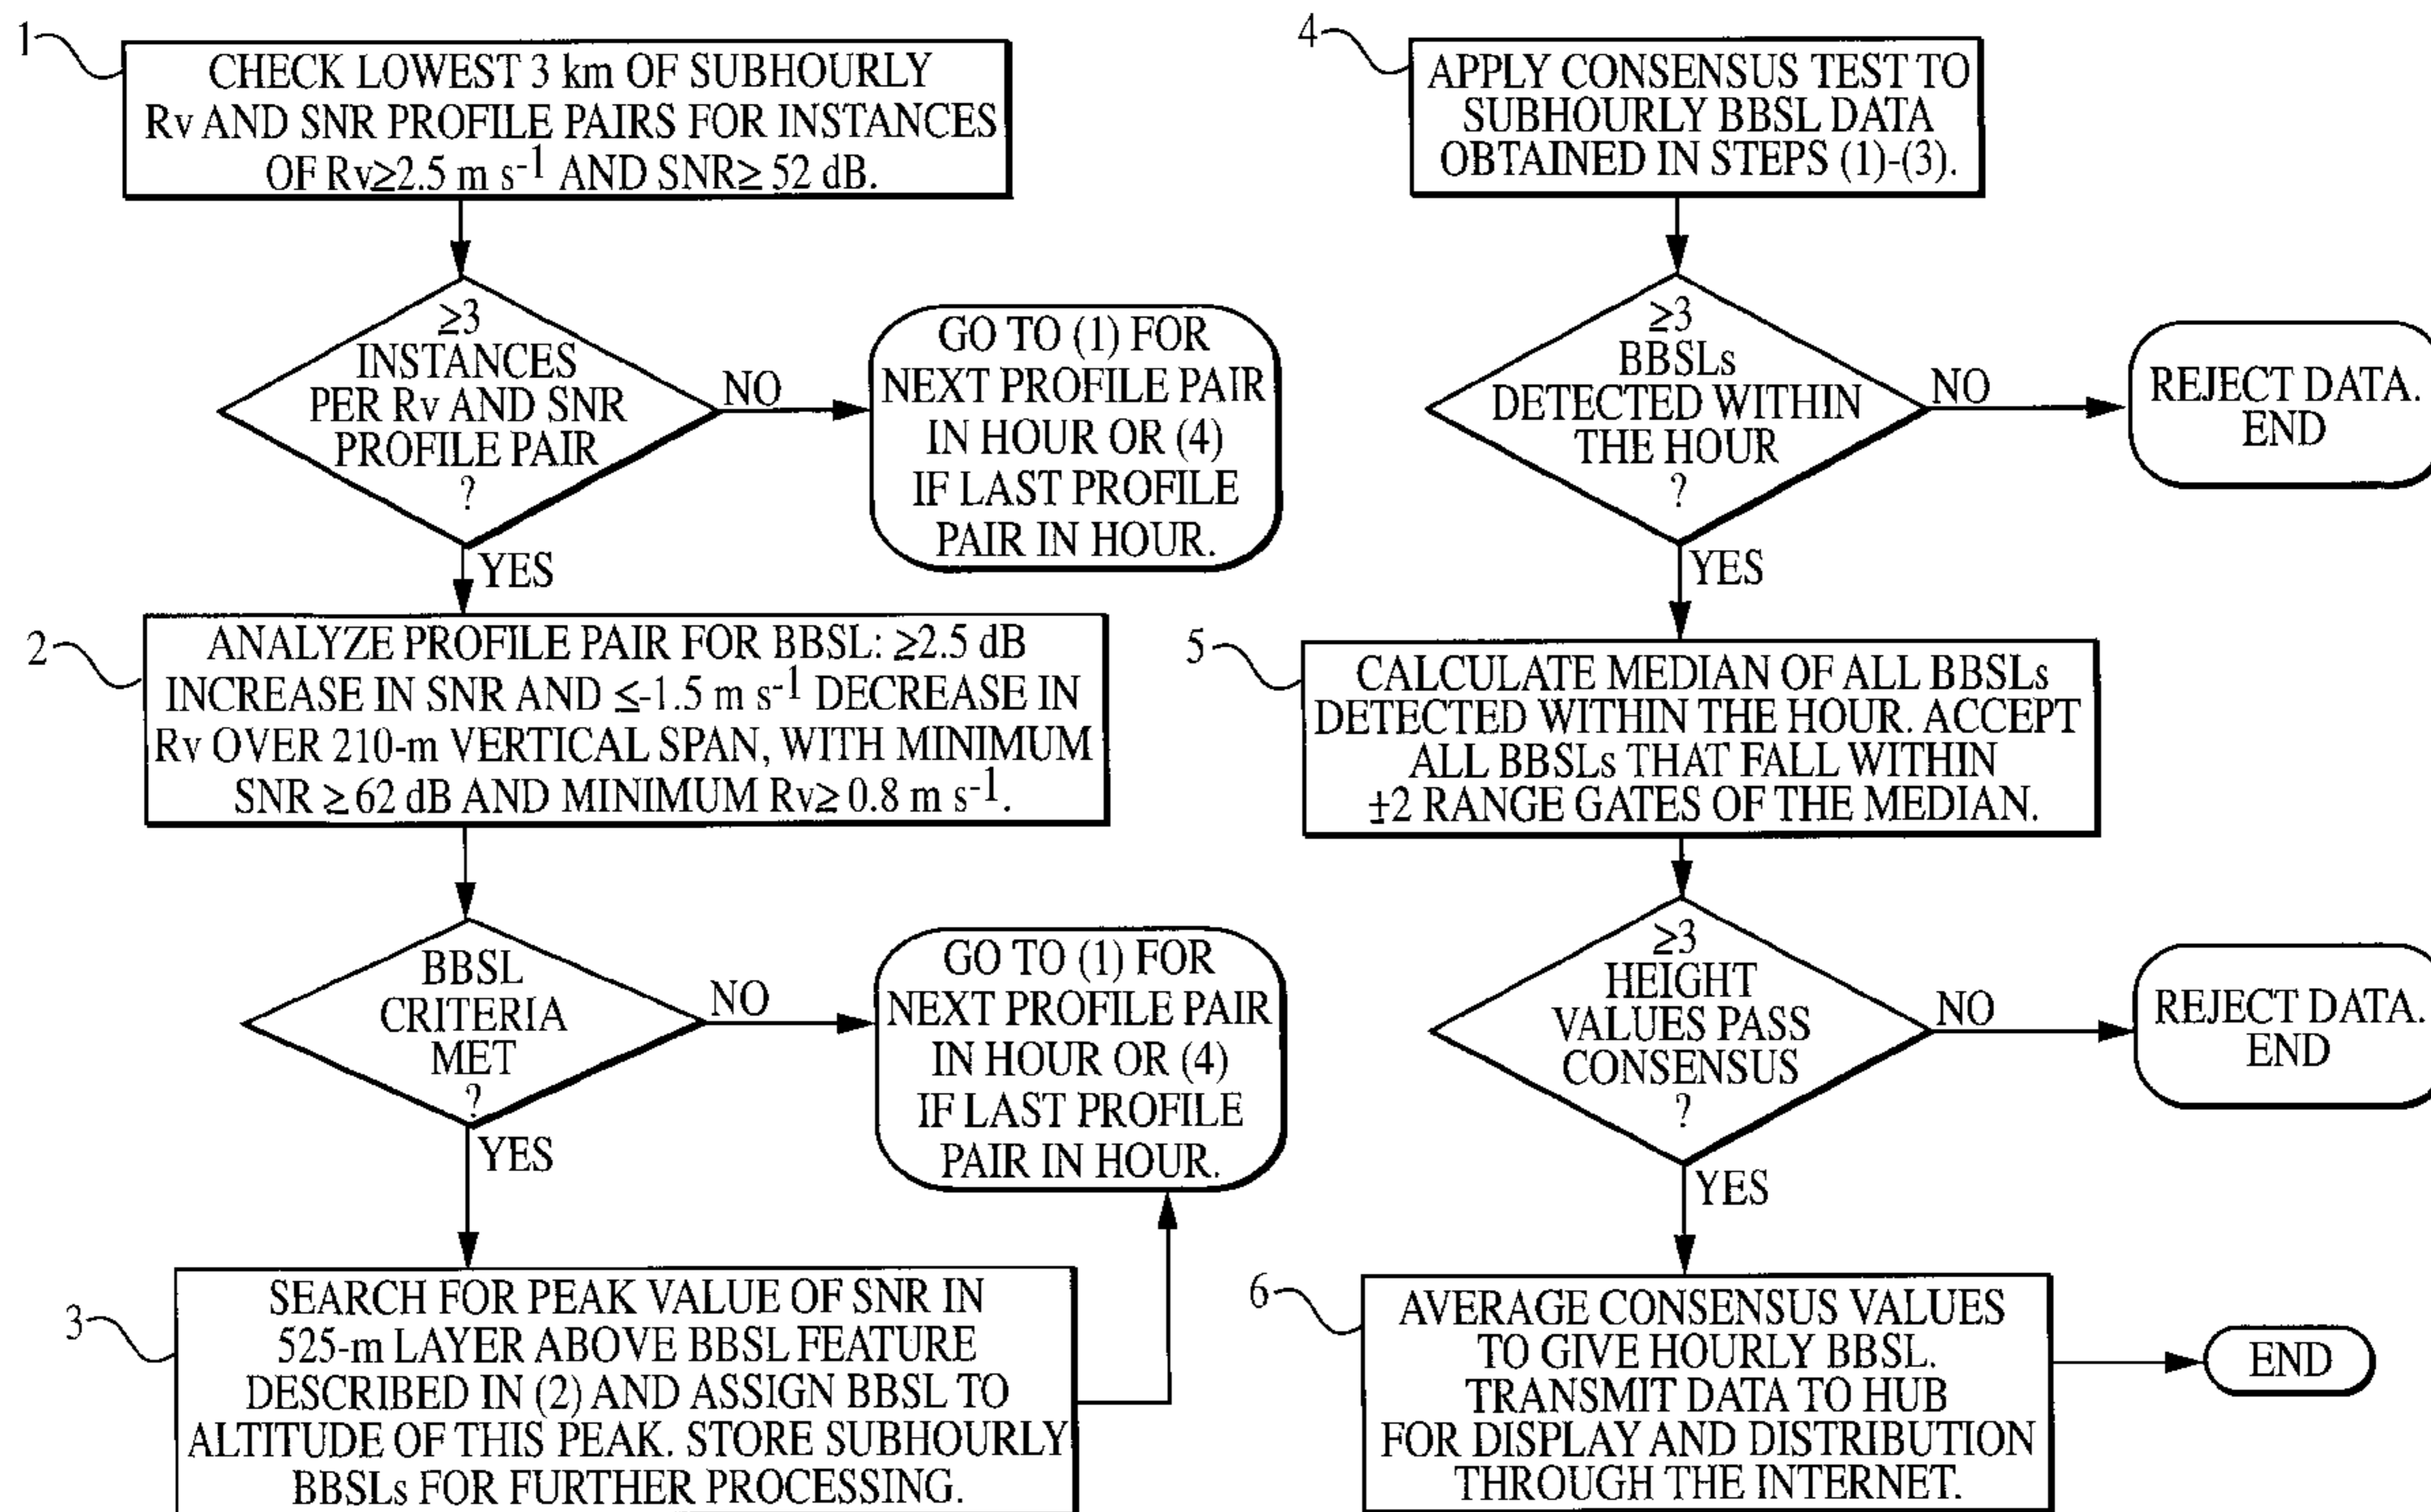 1
CHECK LOWEST 3 km OF SUBHOURLY
Rv AND SNR PROFILE PAIRS FOR INSTANCES
OF Rv≥2.5 m s-1 AND SNR≥ 52 dB.
≥3
INSTANCES
PER Rv AND SNR
PROFILE PAIR
?
NO
GO TO (1) FOR
NEXT PROFILE PAIR
IN HOUR OR (4)
IF LAST PROFILE
PAIR IN HOUR.
YES
2
ANALYZE PROFILE PAIR FOR BBSL: ≥2.5 dB
INCREASE IN SNR AND ≤-1.5 m s-1 DECREASE IN
Rv OVER 210-m VERTICAL SPAN, WITH MINIMUM
SNR ≥ 62 dB AND MINIMUM Rv≥ 0.8 m s-1.
BBSL
CRITERIA
MET
?
NO
GO TO (1) FOR
NEXT PROFILE PAIR
IN HOUR OR (4)
IF LAST PROFILE
PAIR IN HOUR.
YES
3
SEARCH FOR PEAK VALUE OF SNR IN
525-m LAYER ABOVE BBSL FEATURE
DESCRIBED IN (2) AND ASSIGN BBSL TO
ALTITUDE OF THIS PEAK. STORE SUBHOURLY
BBSLs FOR FURTHER PROCESSING.
4
APPLY CONSENSUS TEST TO
SUBHOURLY BBSL DATA
OBTAINED IN STEPS (1)-(3).
≥3
BBSLs
DETECTED WITHIN
THE HOUR
?
NO
REJECT DATA.
END
YES
5
CALCULATE MEDIAN OF ALL BBSLs
DETECTED WITHIN THE HOUR. ACCEPT
ALL BBSLs THAT FALL WITHIN
±2 RANGE GATES OF THE MEDIAN.
≥3
HEIGHT
VALUES PASS
CONSENSUS
?
NO
REJECT DATA.
END
YES
6
AVERAGE CONSENSUS VALUES
TO GIVE HOURLY BBSL.
TRANSMIT DATA TO HUB
FOR DISPLAY AND DISTRIBUTION
THROUGH THE INTERNET.
END